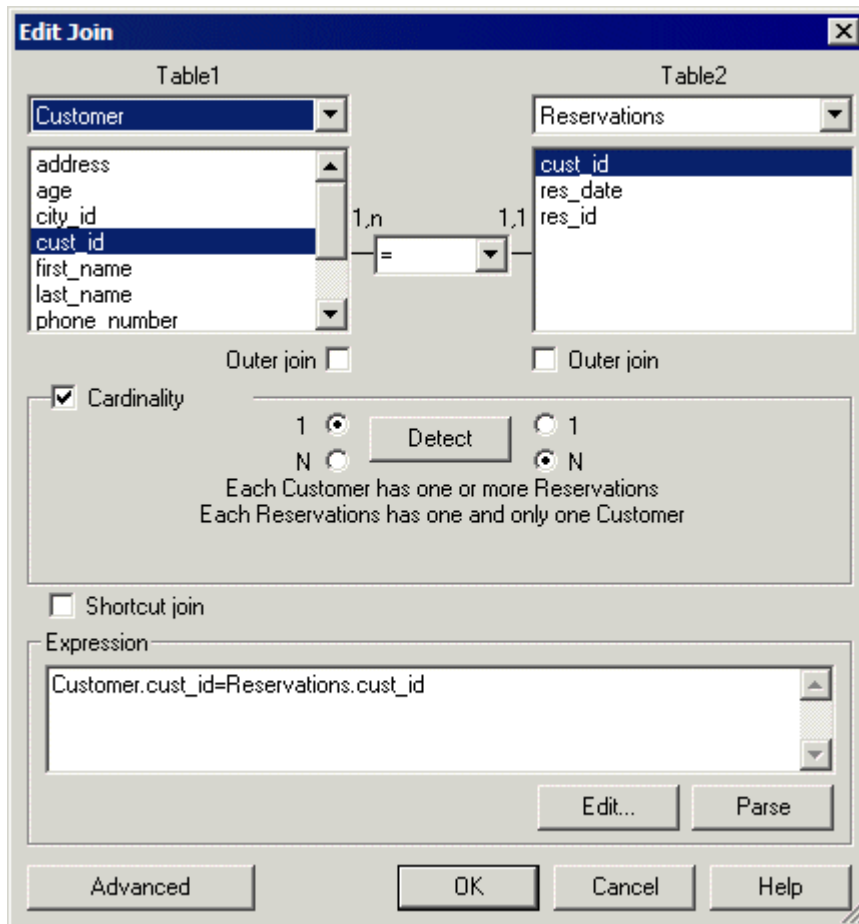 Edit Join
Table1
Table2
Customer
Reservations
address
age
city_id
cust_id
first_name
last_name
phone_number
1,n
=
1,1
cust_id
res_date
res_id
Outer join
Outer join
Cardinality
1
N
Detect
1
N
Each Customer has one or more Reservations
Each Reservations has one and only one Customer
Shortcut join
Expression
Customer.cust_id=Reservations.cust_id
Edit...
Parse
Advanced
OK
Cancel
Help